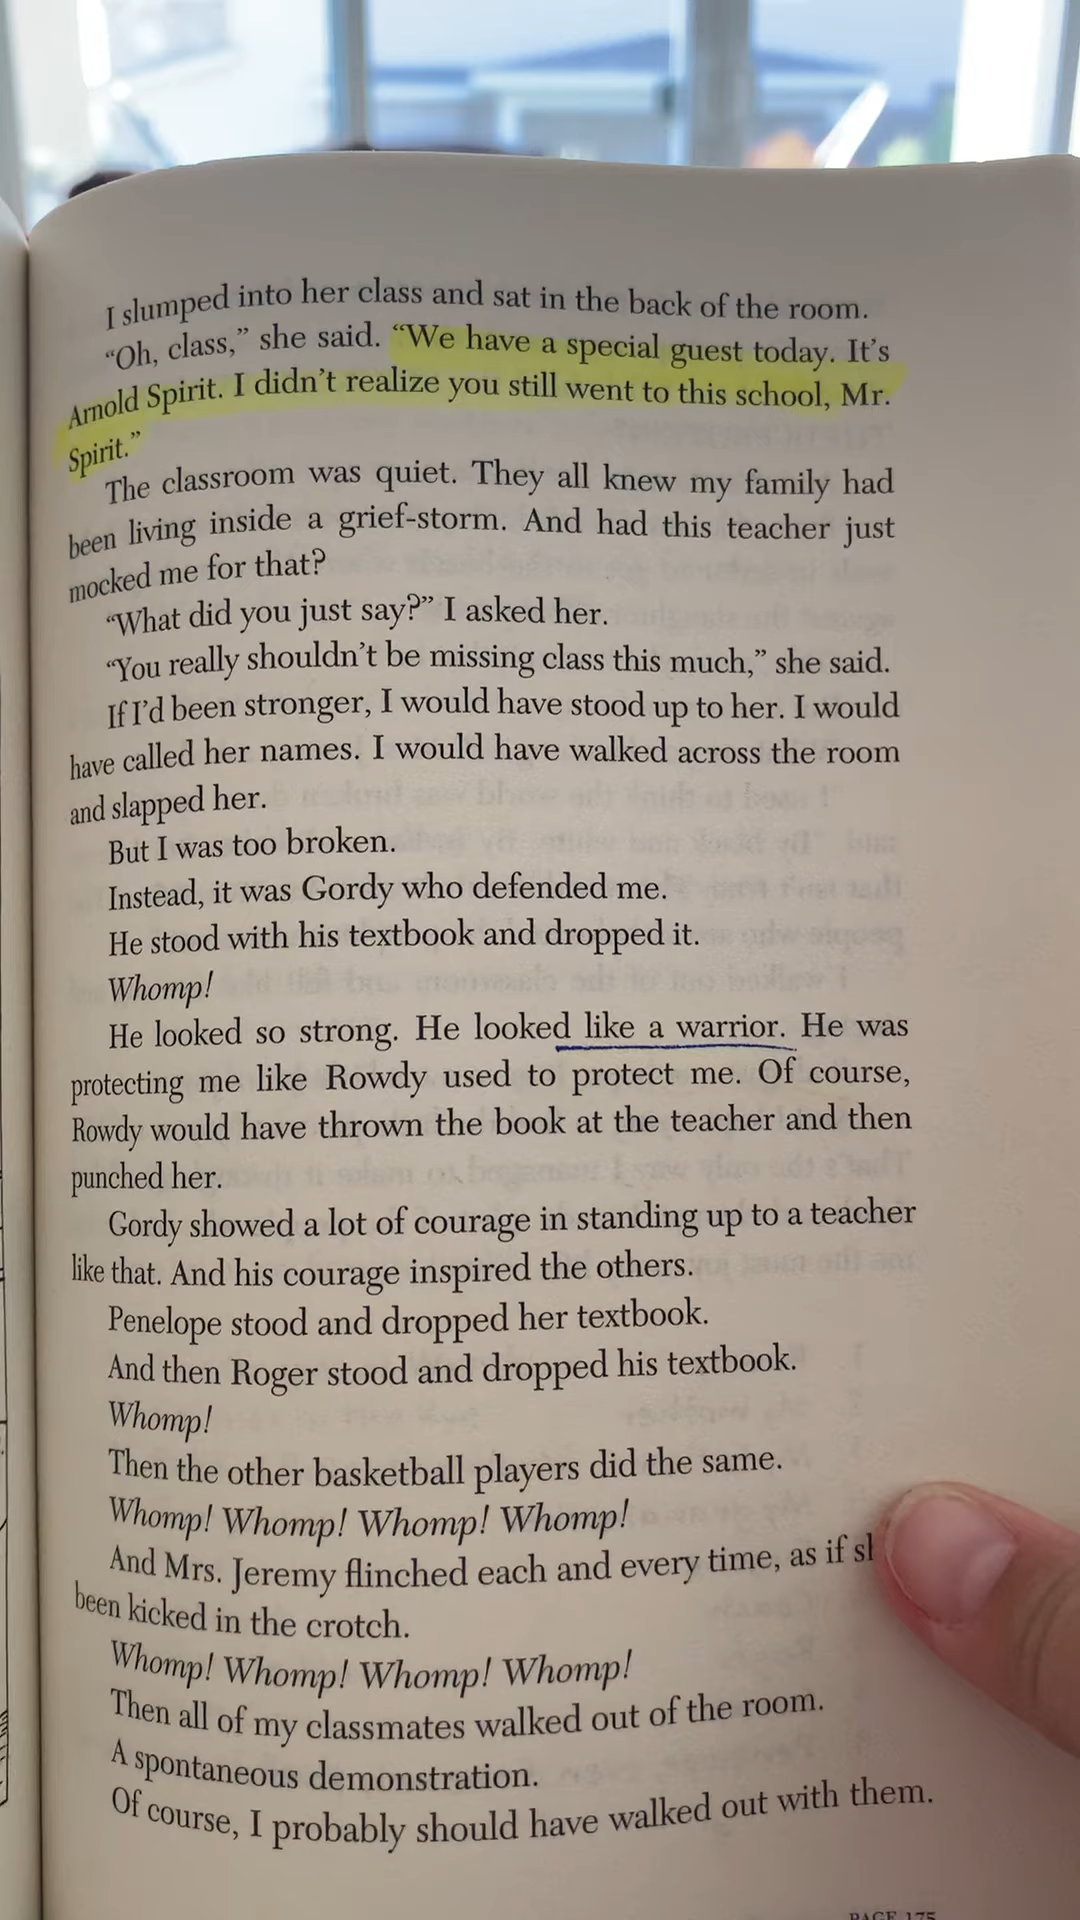 I slumped into her class and sat in the back of the room.
“Oh, class,” she said. “We have a special guest today. It’s
Arnold Spirit. I didn’t realize you still went to this school, Mr.
Spirit.”
The classroom was quiet. They all knew my family had
been living inside a grief-storm. And had this teacher just
mocked me for that?
“What did you just say?” I asked her.
“You really shouldn’t be missing class this much,” she said.
If I’d been stronger, I would have stood up to her. I would
have called her names. I would have walked across the room
and slapped her.
But I was too broken.
Instead, it was Gordy who defended me.
He stood with his textbook and dropped it.
Whomp!
He looked so strong. He looked like a warrior. He was
protecting me like Rowdy used to protect me. Of course,
Rowdy would have thrown the book at the teacher and then
punched her.
Gordy showed a lot of courage in standing up to a teacher
like that. And his courage inspired the others.
Penelope stood and dropped her textbook.
And then Roger stood and dropped his textbook.
Whomp!
Then the other basketball players did the same.
Whomp! Whomp! Whomp! Whomp!
And Mrs. Jeremy flinched each and every time, as if
been kicked in the crotch.
Whomp! Whomp! Whomp! Whomp!
Then all of my classmates walked out of the room.
A spontaneous demonstration.
Of course, I probably should have walked out with them.
PAGE 175